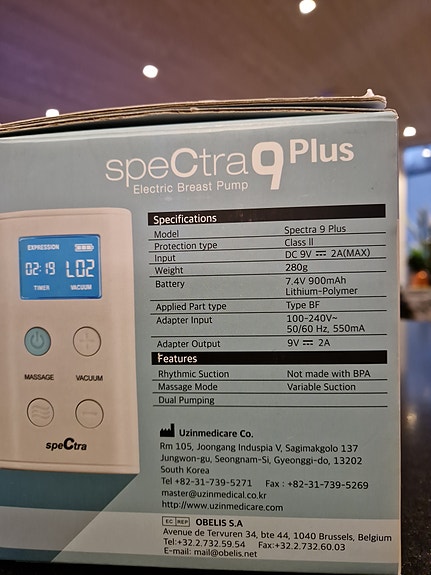 speCtra 9 Plus
Electric Breast Pump
Specifications
Model Spectra 9 Plus
Protection type Class II
Input DC 9V ⎓ 2A(MAX)
Weight 280g
Battery 7.4V 900mAh
Lithium-Polymer
Applied Part type Type BF
Adapter Input 100-240V~
50/60 Hz, 550mA
Adapter Output 9V ⎓ 2A
Features
Rhythmic Suction Not made with BPA
Massage Mode Variable Suction
Dual Pumping
Uzinmedicare Co.
Rm 105, Joongang Induspia V, Sagimakgolo 137
Jungwon-gu, Seongnam-Si, Gyeonggi-do, 13202
South Korea
Tel +82-31-739-5271 Fax : +82-31-739-5269
master@uzinmedical.co.kr
http://www.uzinmedicare.com
EC REP OBELIS S.A
Avenue de Tervuren 34, bte 44, 1040 Brussels, Belgium
Tel:+32.2.732.59.54 Fax:+32.2.732.60.03
E-mail: mail@obelis.net
EXPRESSION
02:19 L02
TIMER VACUUM
MASSAGE VACUUM
speCtra